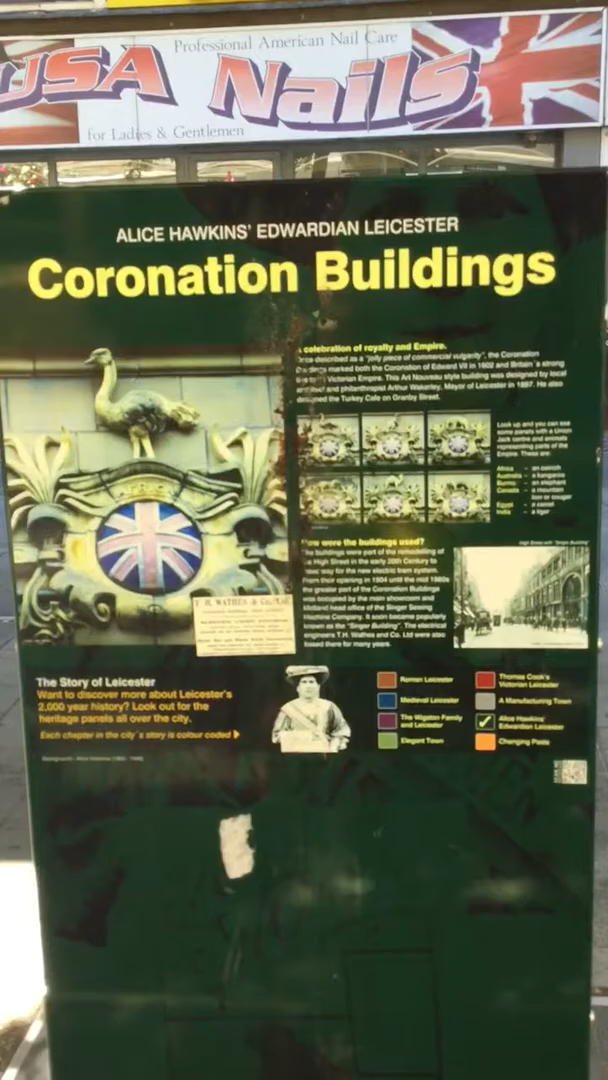 Professional American Nail Care
USA Nails
for Ladies & Gentlemen
ALICE HAWKINS' EDWARDIAN LEICESTER
Coronation Buildings
celebration of royalty and Empire.
described as a "jolly piece of commercial vulgarity", the Coronation
marked both the Coronation of Edward VII in 1902 and Britain's strong
Victorian Empire. This Art Nouveau style building was designed by local
and philanthropist Arthur Wakerley, Mayor of Leicester in 1897. He also
designed the Turkey Cafe on Granby Street.
Look up and you can see
some panels with a Union
Jack centre and animals
representing parts of the
Empire. These are:
Africa - an ostrich
Australia - a kangaroo
Burma - an elephant
Canada - a mountain
lion or cougar
Egypt - a camel
India - a tiger
were the buildings used?
The buildings were part of the remodelling of
High Street in the early 20th Century to
way for the new electric tram system.
From their opening in 1904 until the mid 1960s
the greater part of the Coronation Buildings
was occupied by the main showroom and
Midland head office of the Singer Sewing
Machine Company. It soon became popularly
known as the "Singer Building". The electrical
engineers T.H. Wathes and Co. Ltd were also
based there for many years.
High Street with "Singer Building"
T. H. WATHES & Co.
The Story of Leicester
Want to discover more about Leicester's
2,000 year history? Look out for the
heritage panels all over the city.
Each chapter in the city's story is colour coded
Roman Leicester
Medieval Leicester
The Wigston Family
and Leicester
Elegant Town
Thomas Cook's
Victorian Leicester
A Manufacturing Town
Alice Hawkins'
Edwardian Leicester
Changing Pasts